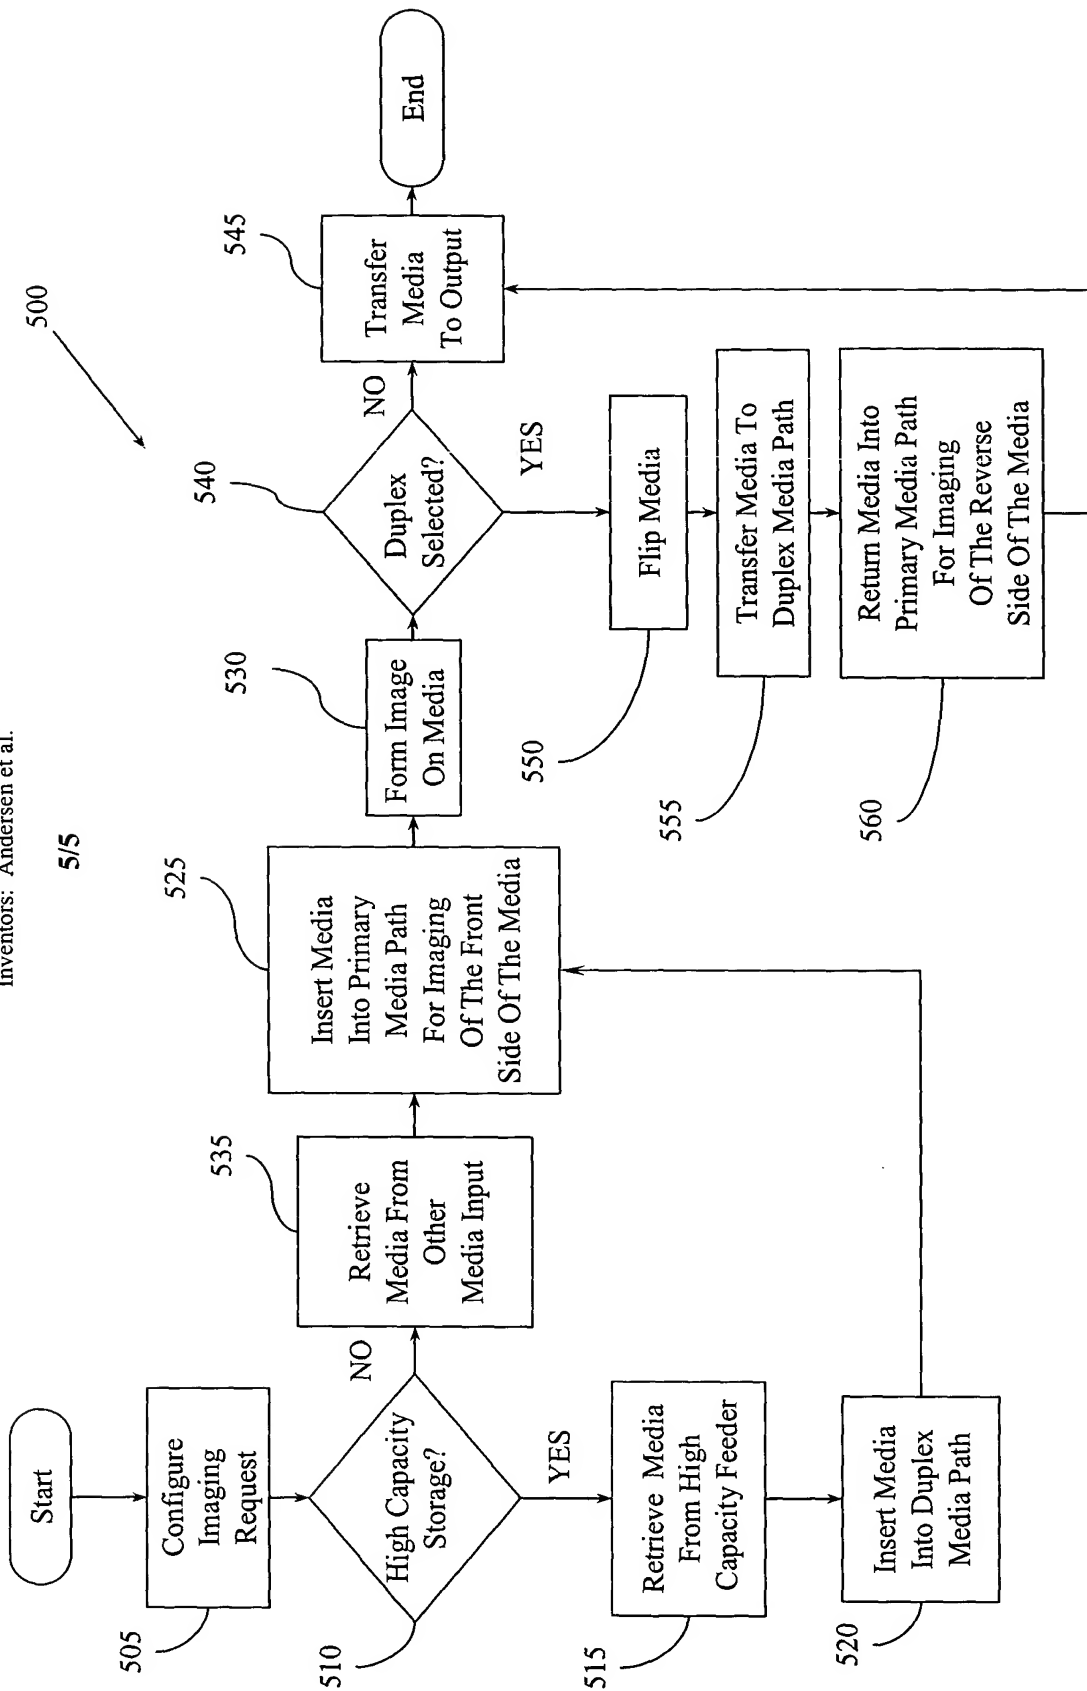 Inventors: Andersen et al.
5/5
500
Start
Configure
Imaging
Request
505
High Capacity
Storage?
510
NO
YES
Retrieve
Media From
Other
Media Input
535
Retrieve Media
From High
Capacity Feeder
515
Insert Media
Into Duplex
Media Path
520
Insert Media
Into Primary
Media Path
For Imaging
Of The Front
Side Of The Media
525
Form Image
On Media
530
Duplex
Selected?
540
NO
YES
Transfer
Media
To Output
545
End
Flip Media
550
Transfer Media To
Duplex Media Path
555
Return Media Into
Primary Media Path
For Imaging
Of The Reverse
Side Of The Media
560